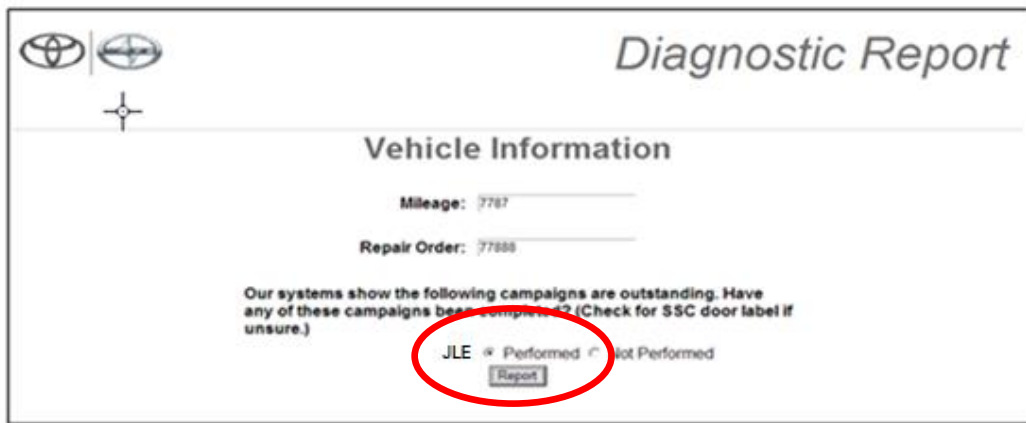 Diagnostic Report
Vehicle Information
Mileage: 7787
Repair Order: 77888
Our systems show the following campaigns are outstanding. Have
any of these campaigns been completed? (Check for SSC door label if
unsure.)
JLE Performed Not Performed
Report